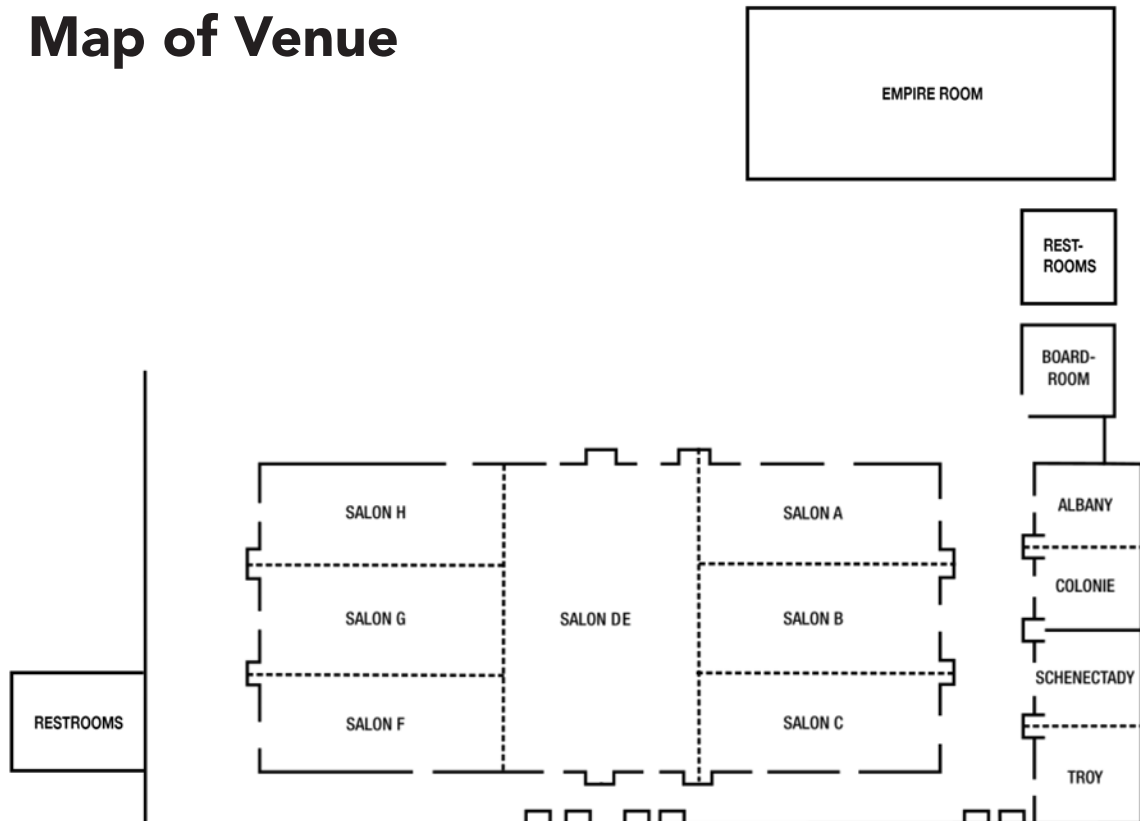 Map of Venue
EMPIRE ROOM
REST-
ROOMS
BOARD-
ROOM
SALON H
SALON A
ALBANY
COLONIE
SALON G
SALON DE
SALON B
SCHENECTADY
RESTROOMS
SALON F
SALON C
TROY